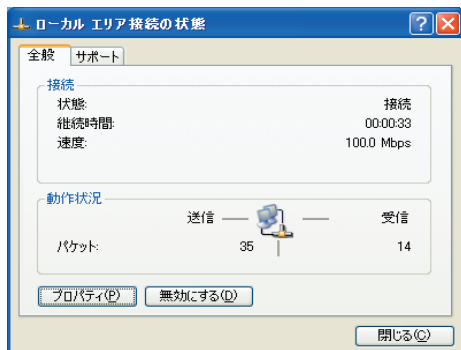 ローカル エリア接続の状態
全般 サポート
接続
状態: 接続
継続時間: 00:00:33
速度: 100.0 Mbps
動作状況
送信 受信
パケット: 35 14
プロパティ(P) 無効にする(D)
閉じる(C)